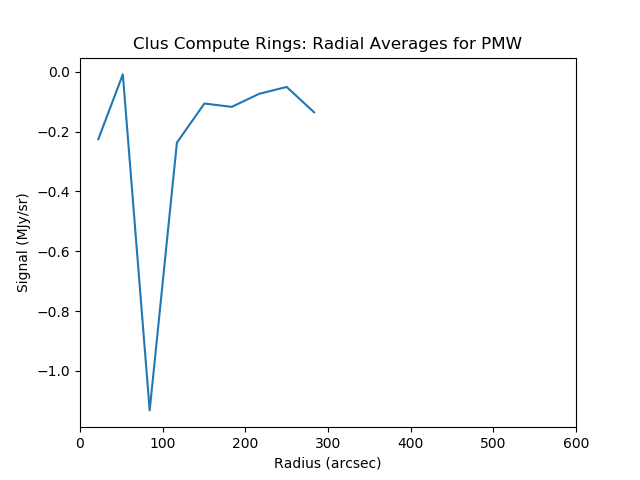 Clus Compute Rings: Radial Averages for PMW
0.0
−0.2
−0.4
−0.6
−0.8
−1.0
Signal (MJy/sr)
0 100 200 300 400 500 600
Radius (arcsec)